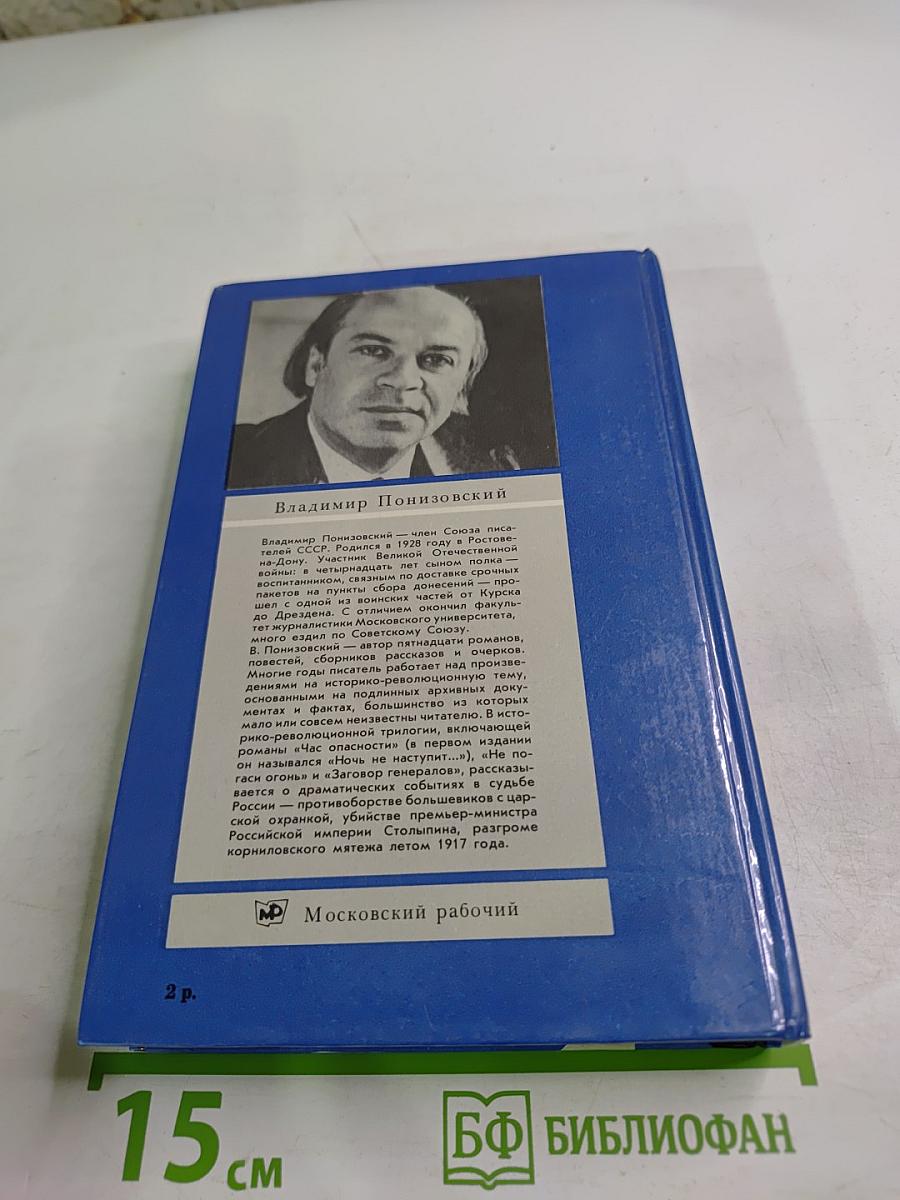 Владимир Понизовский
Владимир Понизовский — член Союза писа-
телей СССР. Родился в 1928 году в Ростове-
на-Дону. Участник Великой Отечественной
войны: в четырнадцать лет сыном полка —
воспитанником, связным по доставке срочных
пакетов на пункты сбора донесений — про-
шел с одной из воинских частей от Курска
до Дрездена. С отличием окончил факуль-
тет журналистики Московского университета,
много ездил по Советскому Союзу.
В. Понизовский — автор пятнадцати романов,
повестей, сборников рассказов и очерков.
Многие годы писатель работает над произве-
дениями на историко-революционную тему,
основанными на подлинных архивных доку-
ментах и фактах, большинство из которых
мало или совсем неизвестны читателю. В исто-
рико-революционной трилогии, включающей
романы «Час опасности» (в первом издании
он назывался «Ночь не наступит...»), «Не по-
гаси огонь» и «Заговор генералов», рассказы-
вается о драматических событиях в судьбе
России — противоборстве большевиков с цар-
ской охранкой, убийстве премьер-министра
Российской империи Столыпина, разгроме
корниловского мятежа летом 1917 года.
МР Московский рабочий
2 р.
15 см
БФ БИБЛИОФАН